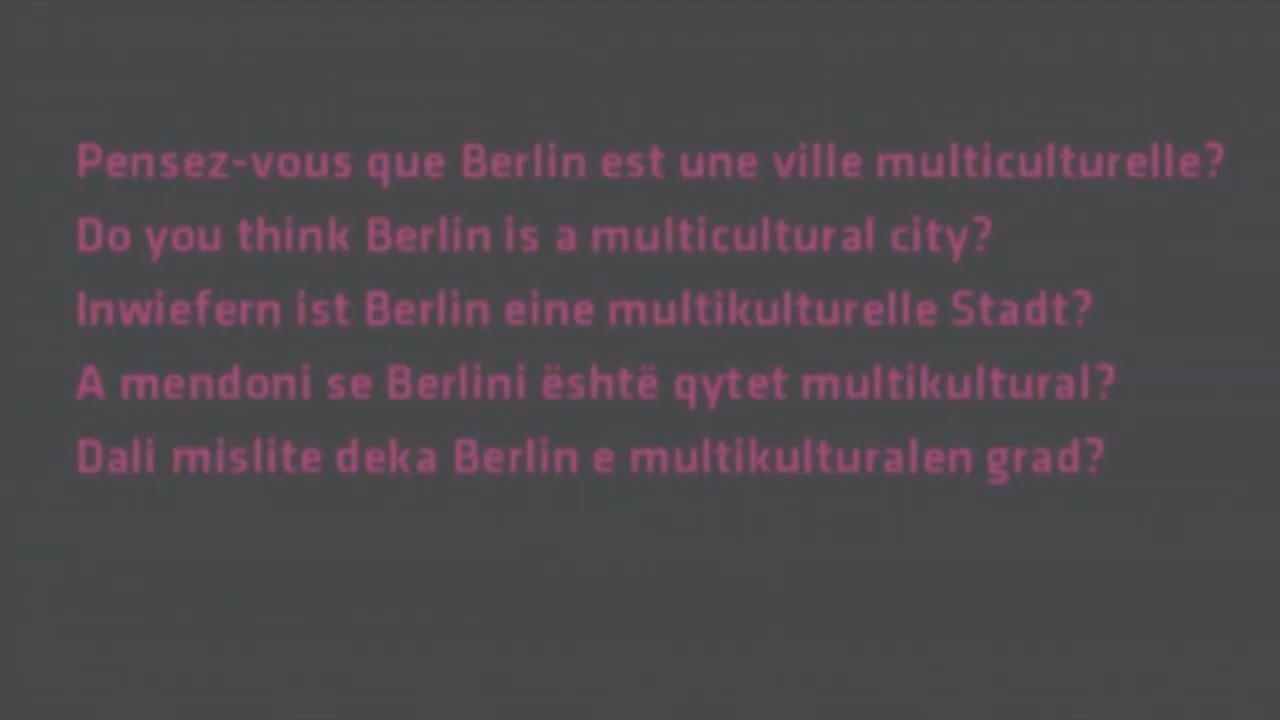 Pensez-vous que Berlin est une ville multiculturelle?
Do you think Berlin is a multicultural city?
Inwiefern ist Berlin eine multikulturelle Stadt?
A mendoni se Berlini është qytet multikultural?
Dali mislite deka Berlin e multikulturalen grad?